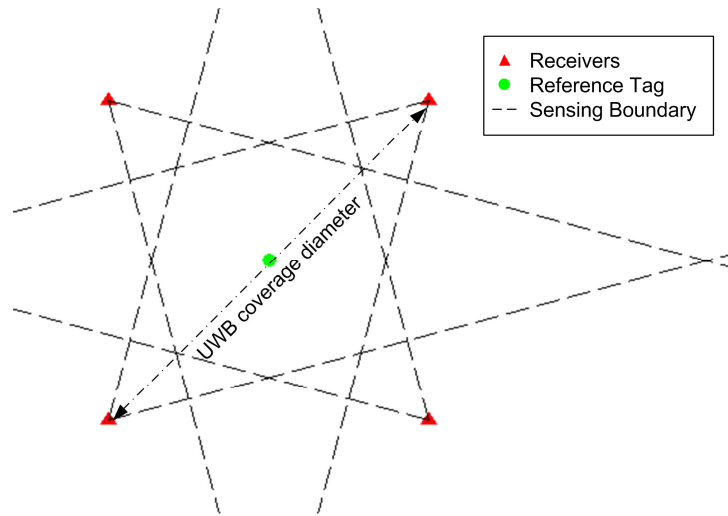 Receivers
Reference Tag
Sensing Boundary
UWB coverage diameter